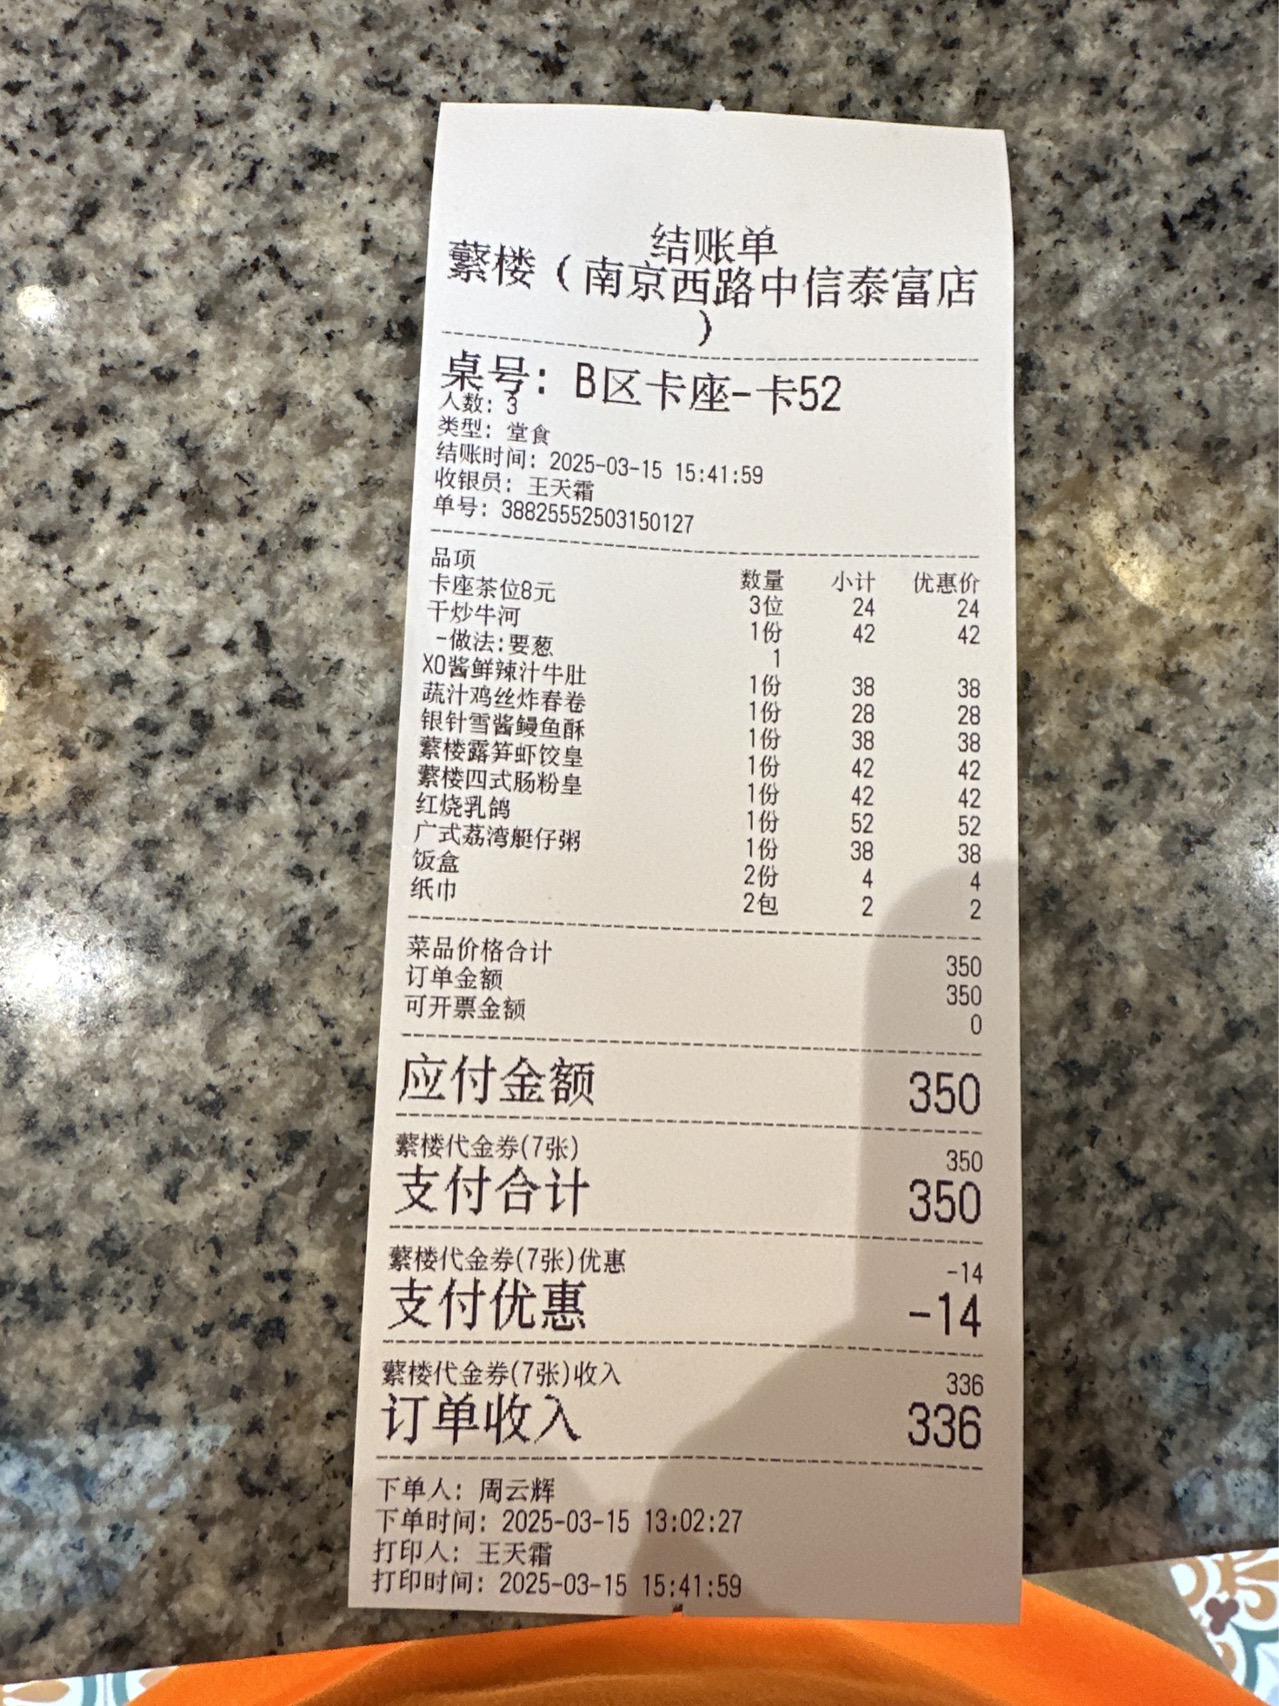 结账单
蘩楼（南京西路中信泰富店
）
桌号: B区卡座-卡52
人数: 3
类型: 堂食
结账时间: 2025-03-15 15:41:59
收银员: 王天霜
单号: 388255552503150127
品项 数量 小计 优惠价
卡座茶位8元 3位 24 24
干炒牛河 1份 42 42
-做法:要葱 1
XO酱鲜辣汁牛肚 1份 38 38
蔬汁鸡丝炸春卷 1份 28 28
银针雪酱鳗鱼酥 1份 38 38
蘩楼露笋虾饺皇 1份 42 42
蘩楼四式肠粉皇 1份 42 42
红烧乳鸽 1份 52 52
广式荔湾艇仔粥 1份 38 38
饭盒 2份 4 4
纸巾 2包 2 2
菜品价格合计 350
订单金额 350
可开票金额 0
应付金额 350
蘩楼代金券(7张) 350
支付合计 350
蘩楼代金券(7张)优惠 -14
支付优惠 -14
蘩楼代金券(7张)收入 336
订单收入 336
下单人: 周云辉
下单时间: 2025-03-15 13:02:27
打印人: 王天霜
打印时间: 2025-03-15 15:41:59